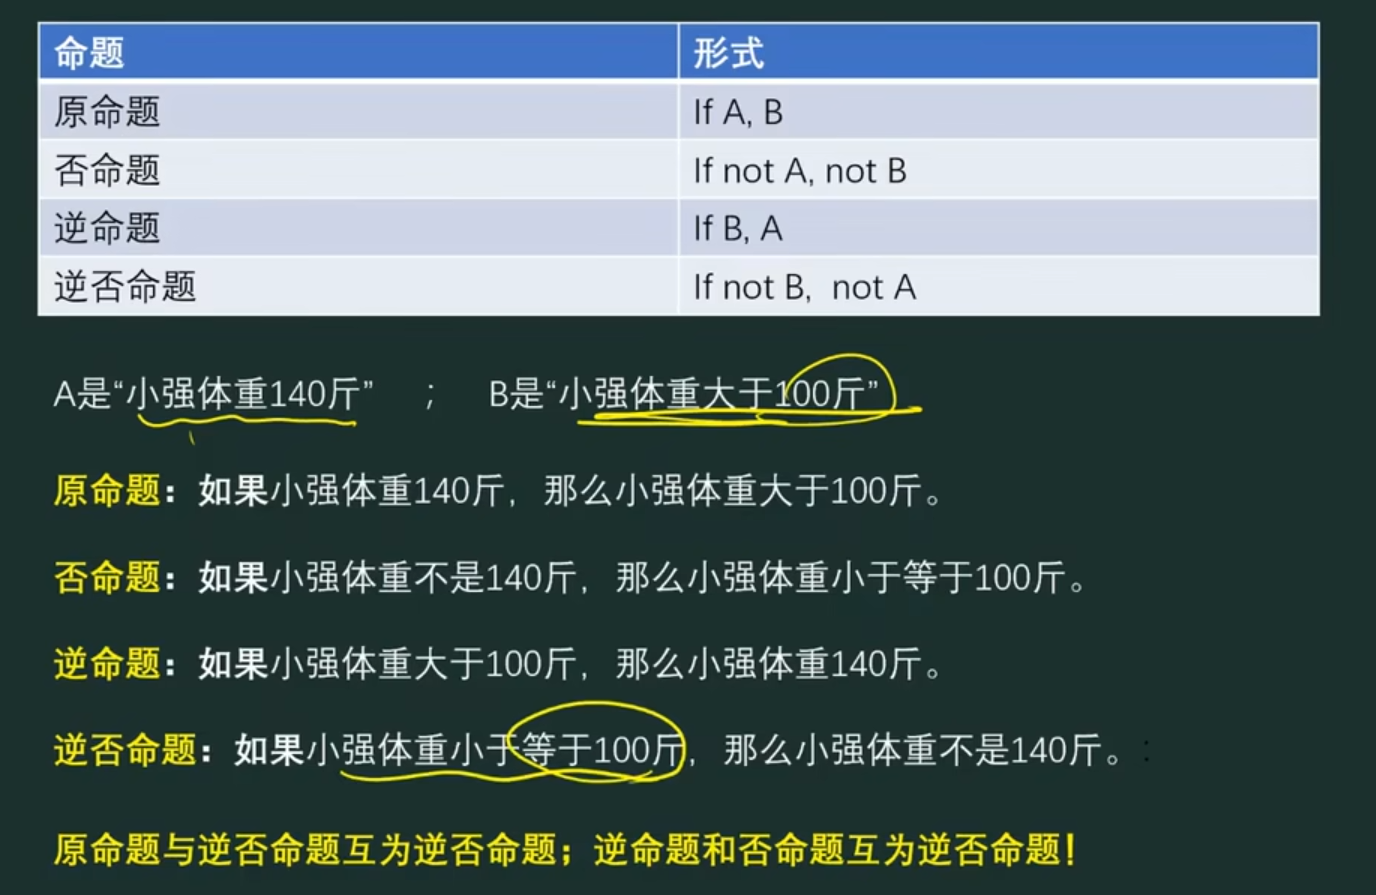 命题 形式
原命题 If A, B
否命题 If not A, not B
逆命题 If B, A
逆否命题 If not B, not A
A是“小强体重140斤” ； B是“小强体重大于100斤”
原命题：如果小强体重140斤，那么小强体重大于100斤。
否命题：如果小强体重不是140斤，那么小强体重小于等于100斤。
逆命题：如果小强体重大于100斤，那么小强体重140斤。
逆否命题：如果小强体重小于等于100斤，那么小强体重不是140斤。
原命题与逆否命题互为逆否命题；逆命题和否命题互为逆否命题！